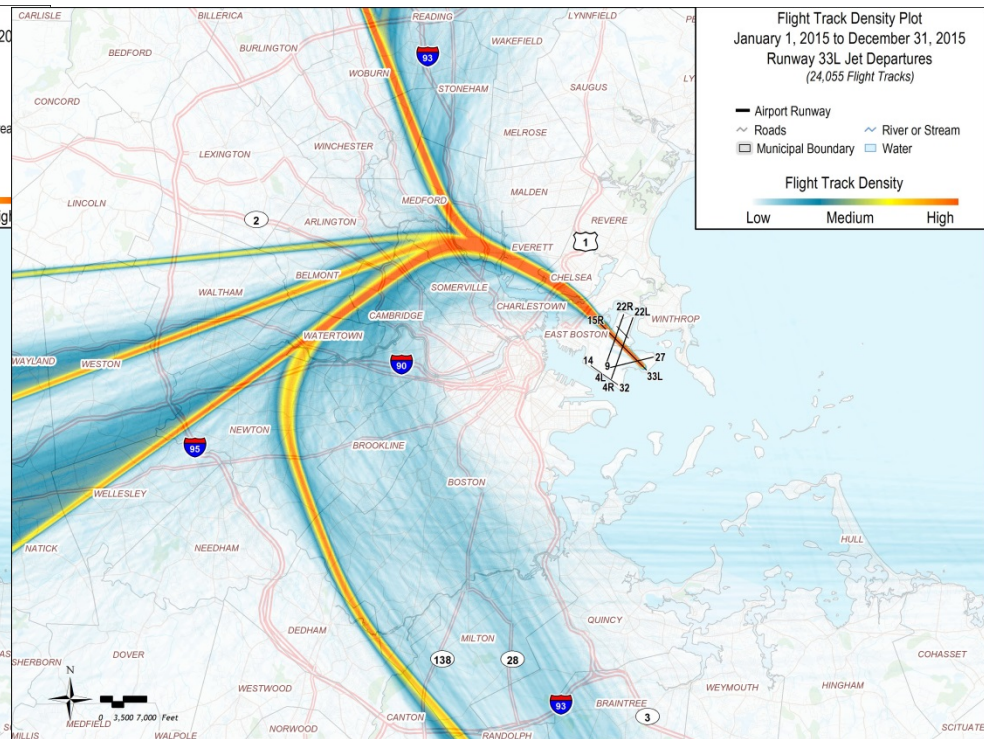 Flight Track Density Plot
January 1, 2015 to December 31, 2015
Runway 33L Jet Departures
(24,055 Flight Tracks)
Airport Runway
Roads
River or Stream
Municipal Boundary
Water
Flight Track Density
Low Medium High
CARLISLE
BILLERICA
READING
LYNNFIELD
20
BEDFORD
BURLINGTON
WAKEFIELD
93
WOBURN
STONEHAM
SAUGUS
CONCORD
MELROSE
WINCHESTER
LEXINGTON
MALDEN
LINCOLN
MEDFORD
2
ARLINGTON
REVERE
EVERETT
1
BELMONT
CHELSEA
WALTHAM
SOMERVILLE
CHARLESTOWN
22R
22L
CAMBRIDGE
15R
WINTHROP
WATERTOWN
EAST BOSTON
WAYLAND
WESTON
90
14
9
27
4L
33L
4R 32
NEWTON
BROOKLINE
95
BOSTON
WELLESLEY
HULL
NATICK
NEEDHAM
QUINCY
DEDHAM
MILTON
DOVER
SHERBORN
138
28
COHASSET
N
WESTWOOD
WEYMOUTH
HINGHAM
0 3,500 7,000 Feet
93
BRAINTREE
3
CANTON
MEDFIELD
NORWOOD
SCITUATE
MILLIS
WALPOLE
RANDOLPH